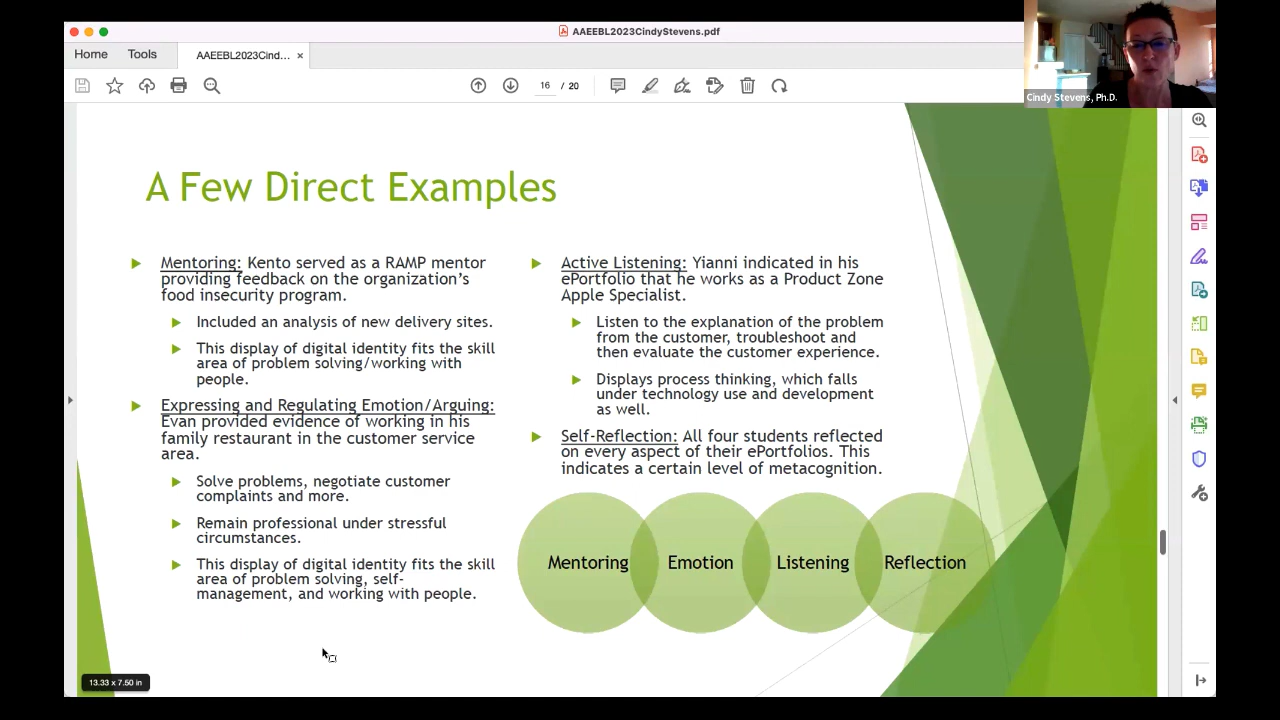 AAEEBL2023CindyStevens.pdf
Home
Tools
AAEEBL2023Cind... ×
16 / 20
Cindy Stevens, Ph.D.
A Few Direct Examples
Mentoring: Kento served as a RAMP mentor
providing feedback on the organization’s
food insecurity program.
Included an analysis of new delivery sites.
This display of digital identity fits the skill
area of problem solving/working with
people.
Expressing and Regulating Emotion/Arguing:
Evan provided evidence of working in his
family restaurant in the customer service
area.
Solve problems, negotiate customer
complaints and more.
Remain professional under stressful
circumstances.
This display of digital identity fits the skill
area of problem solving, self-
management, and working with people.
Active Listening: Yianni indicated in his
ePortfolio that he works as a Product Zone
Apple Specialist.
Listen to the explanation of the problem
from the customer, troubleshoot and
then evaluate the customer experience.
Displays process thinking, which falls
under technology use and development
as well.
Self-Reflection: All four students reflected
on every aspect of their ePortfolios. This
indicates a certain level of metacognition.
Mentoring
Emotion
Listening
Reflection
13.33 x 7.50 in